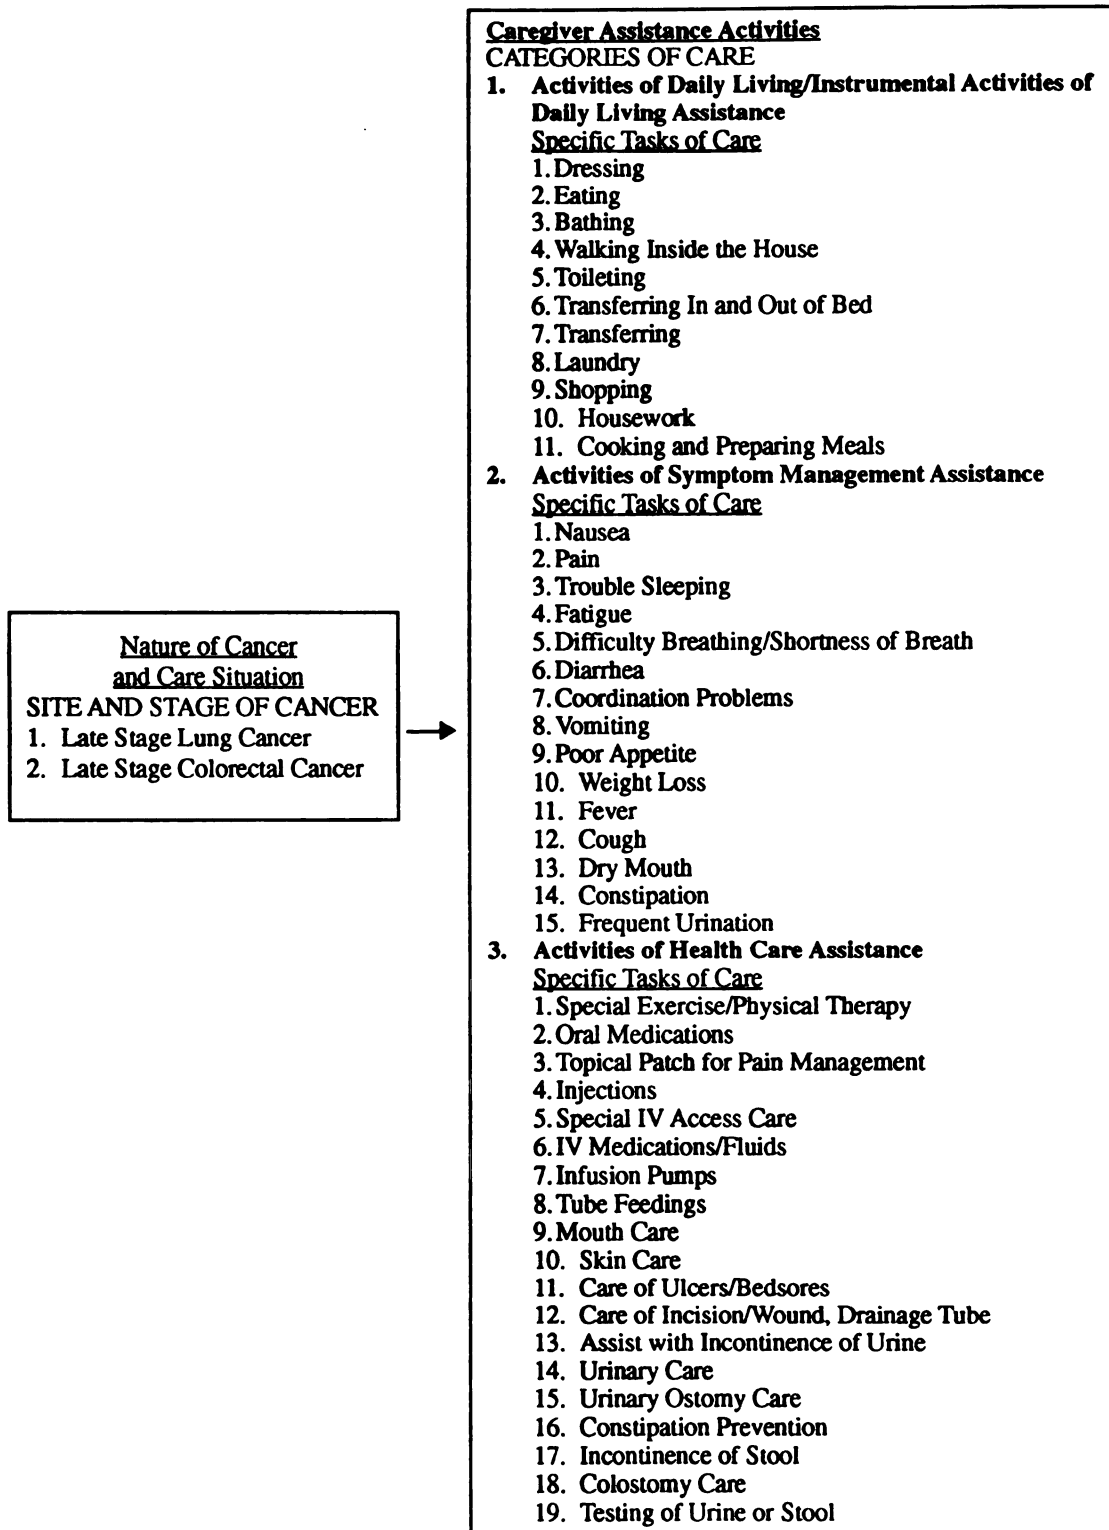 Nature of Cancer
and Care Situation
SITE AND STAGE OF CANCER
1. Late Stage Lung Cancer
2. Late Stage Colorectal Cancer
Caregiver Assistance Activities
CATEGORIES OF CARE
1. Activities of Daily Living/Instrumental Activities of
Daily Living Assistance
Specific Tasks of Care
1. Dressing
2. Eating
3. Bathing
4. Walking Inside the House
5. Toileting
6. Transferring In and Out of Bed
7. Transferring
8. Laundry
9. Shopping
10. Housework
11. Cooking and Preparing Meals
2. Activities of Symptom Management Assistance
Specific Tasks of Care
1. Nausea
2. Pain
3. Trouble Sleeping
4. Fatigue
5. Difficulty Breathing/Shortness of Breath
6. Diarrhea
7. Coordination Problems
8. Vomiting
9. Poor Appetite
10. Weight Loss
11. Fever
12. Cough
13. Dry Mouth
14. Constipation
15. Frequent Urination
3. Activities of Health Care Assistance
Specific Tasks of Care
1. Special Exercise/Physical Therapy
2. Oral Medications
3. Topical Patch for Pain Management
4. Injections
5. Special IV Access Care
6. IV Medications/Fluids
7. Infusion Pumps
8. Tube Feedings
9. Mouth Care
10. Skin Care
11. Care of Ulcers/Bedsores
12. Care of Incision/Wound, Drainage Tube
13. Assist with Incontinence of Urine
14. Urinary Care
15. Urinary Ostomy Care
16. Constipation Prevention
17. Incontinence of Stool
18. Colostomy Care
19. Testing of Urine or Stool